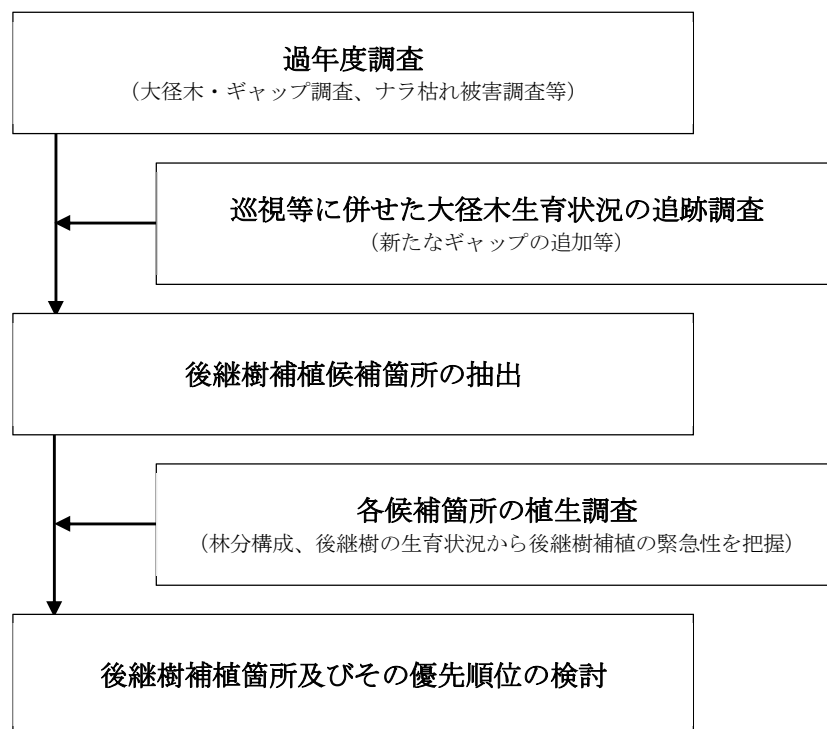 過年度調査
（大径木・ギャップ調査、ナラ枯れ被害調査等）
巡視等に併せた大径木生育状況の追跡調査
（新たなギャップの追加等）
後継樹補植候補箇所の抽出
各候補箇所の植生調査
（林分構成、後継樹の生育状況から後継樹補植の緊急性を把握）
後継樹補植箇所及びその優先順位の検討